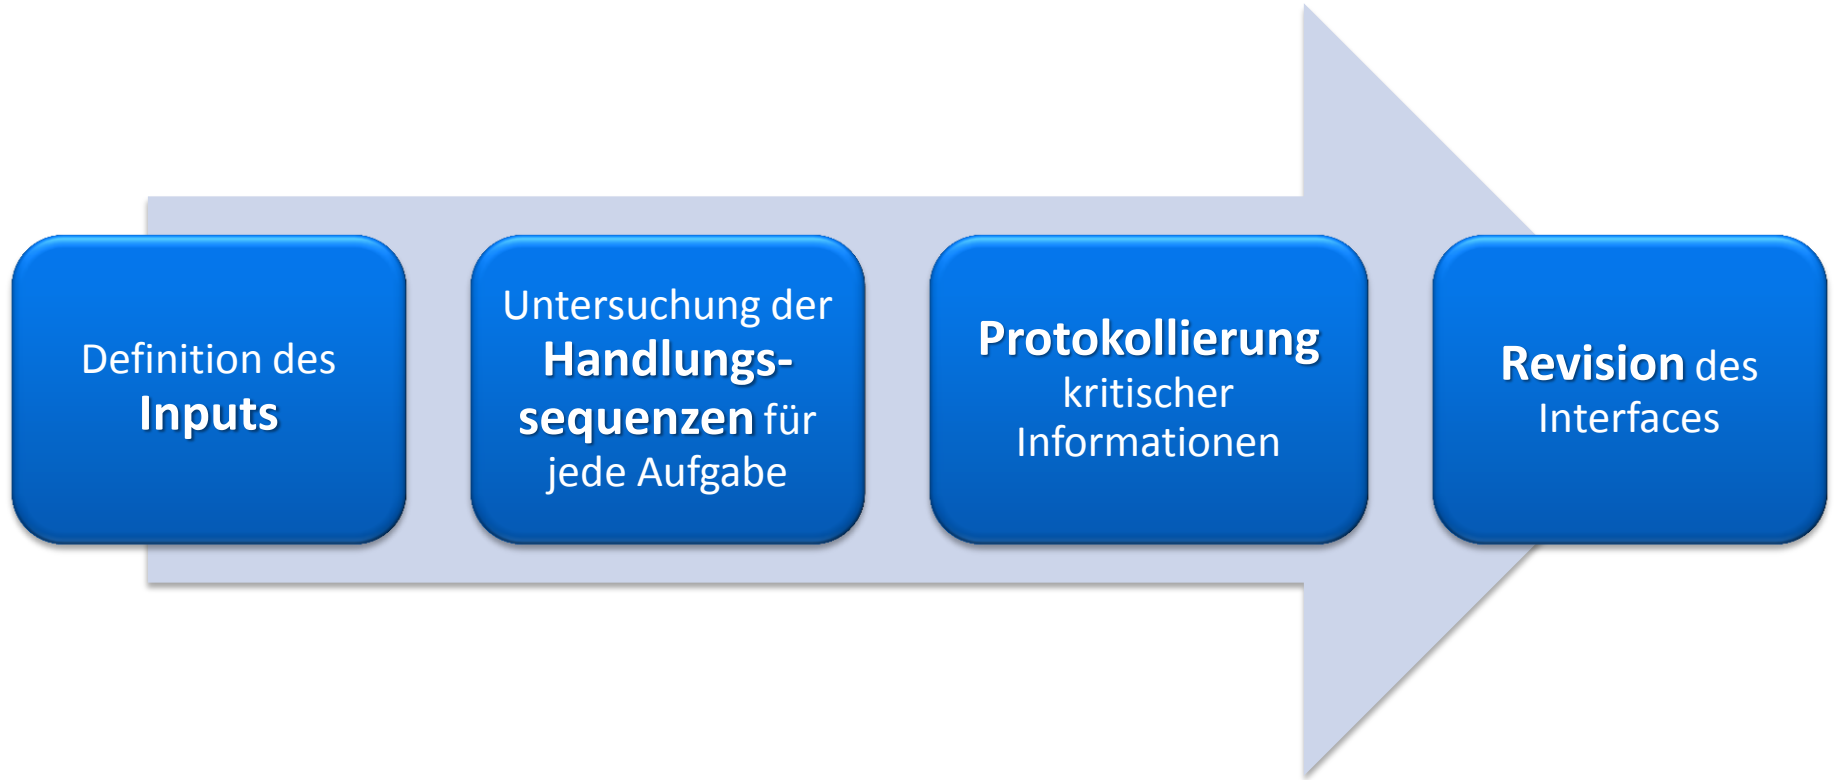 Definition des
Inputs
Untersuchung der
Handlungs-
sequenzen für
jede Aufgabe
Protokollierung
kritischer
Informationen
Revision des
Interfaces